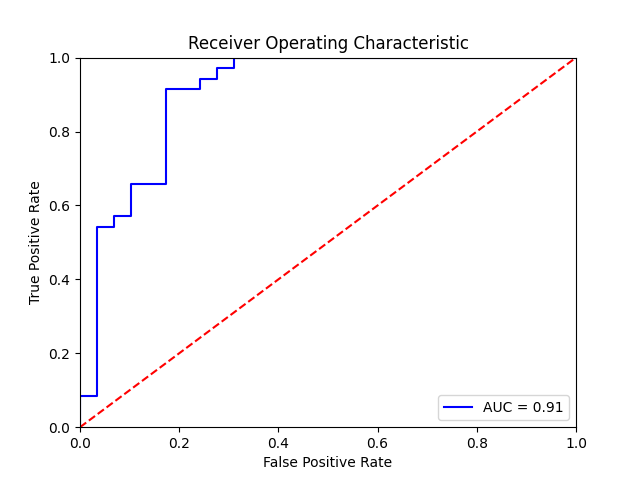 Receiver Operating Characteristic
True Positive Rate
1.0
0.8
0.6
0.4
0.2
0.0
0.0 0.2 0.4 0.6 0.8 1.0
False Positive Rate
AUC = 0.91